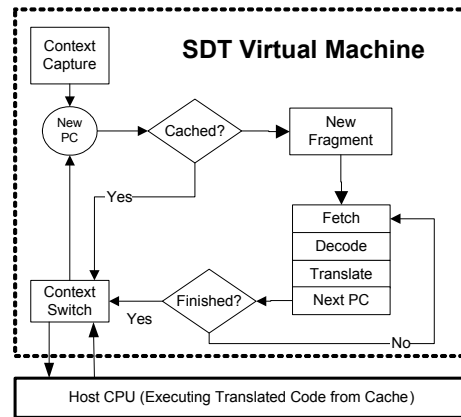 SDT Virtual Machine
Context
Capture
New
PC
Cached?
New
Fragment
Yes
Fetch
Decode
Translate
Next PC
Context
Switch
Finished?
Yes
No
Host CPU (Executing Translated Code from Cache)